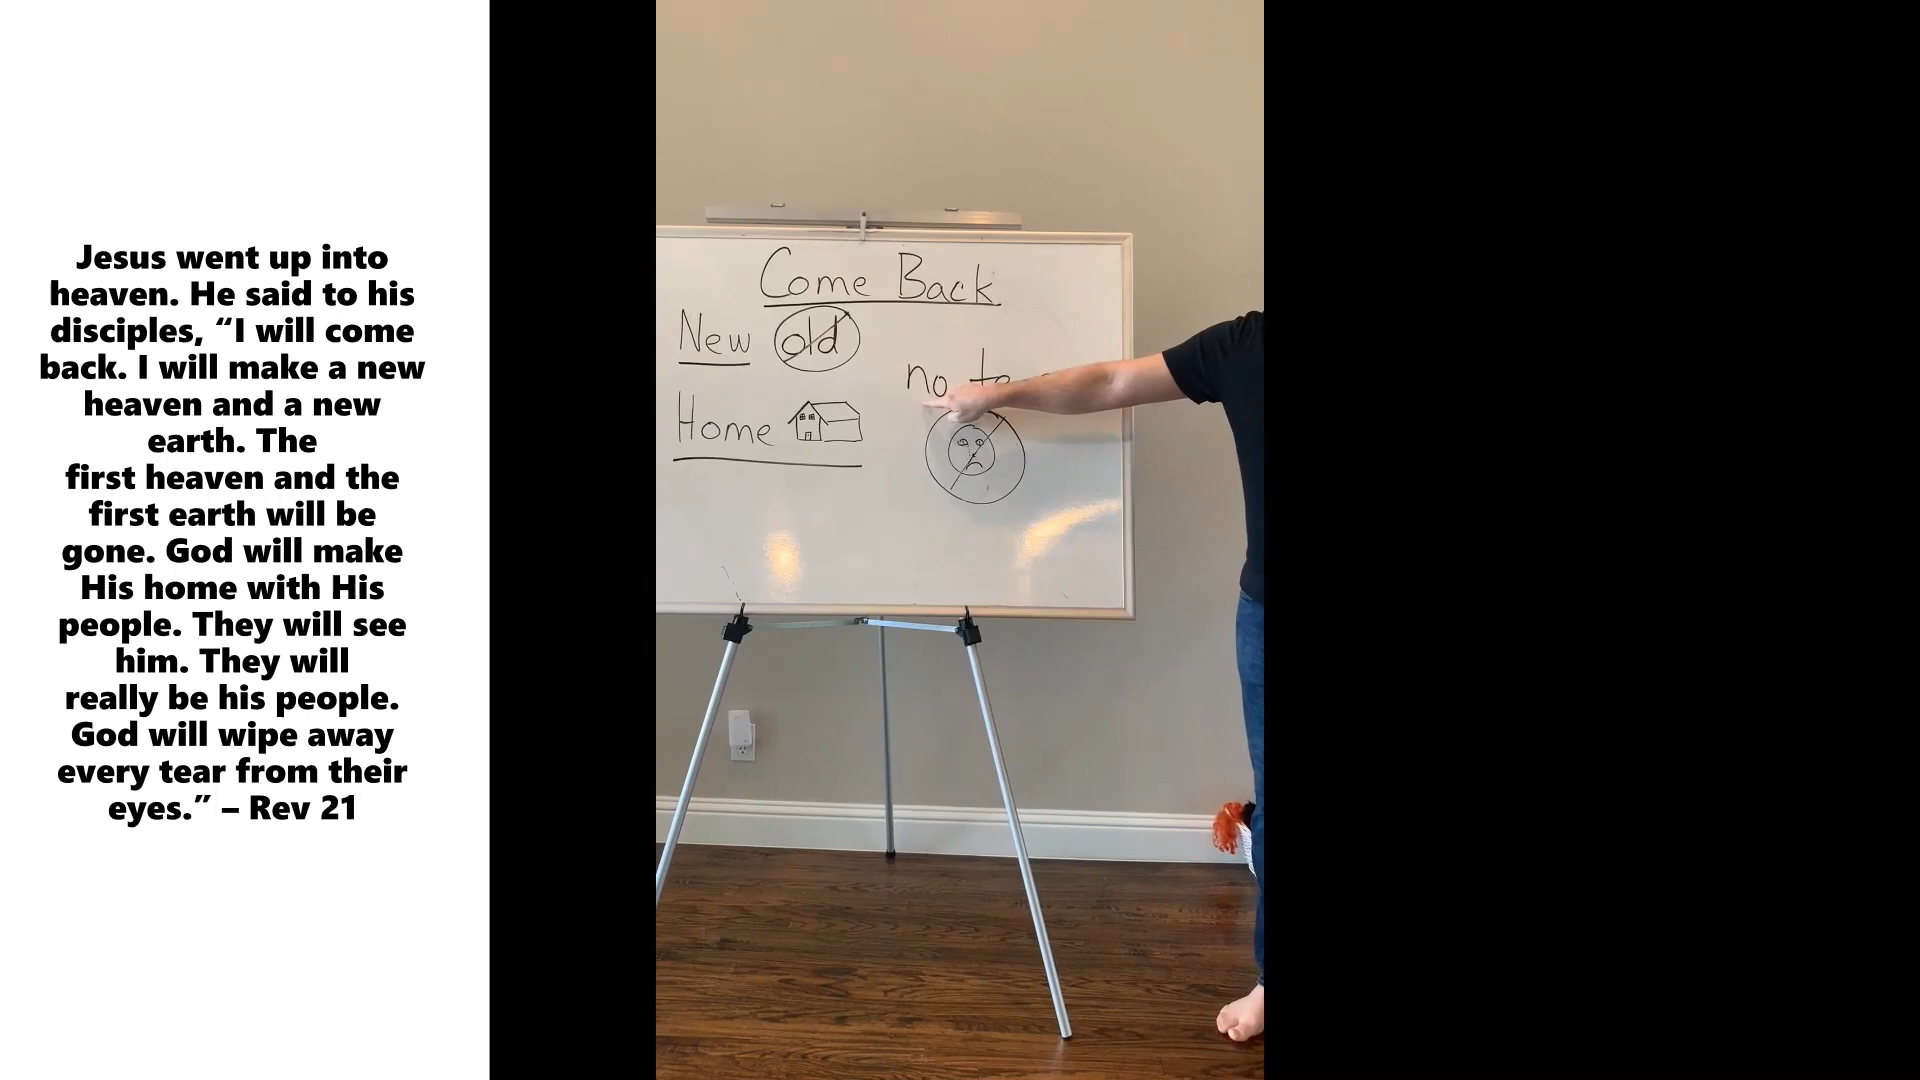 Jesus went up into
heaven. He said to his
disciples, “I will come
back. I will make a new
heaven and a new
earth. The
first heaven and the
first earth will be
gone. God will make
His home with His
people. They will see
him. They will
really be his people.
God will wipe away
every tear from their
eyes.” – Rev 21
Come Back
New old
no
Home